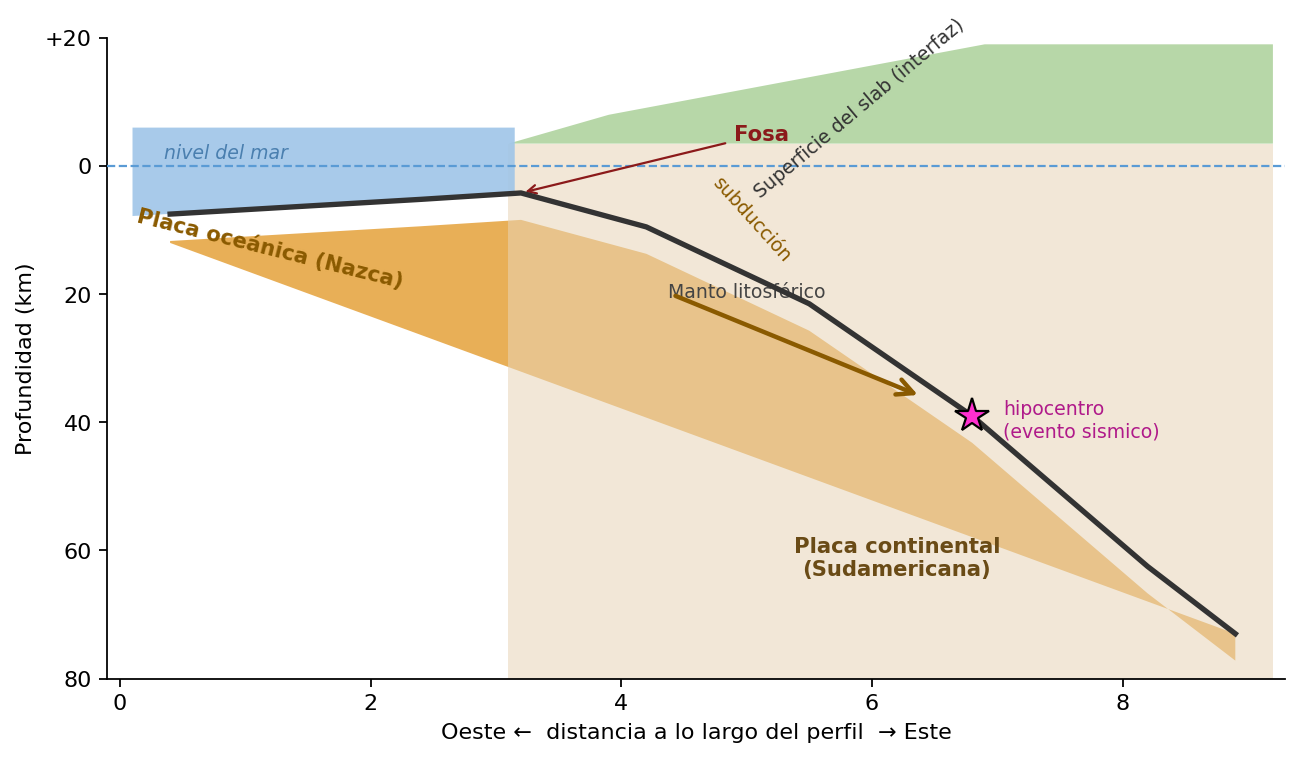 +20
Superficie del slab (interfaz)
Fosa
nivel del mar
0
subducción
Placa oceánica (Nazca)
20
Manto litosférico
Profundidad (km)
hipocentro
(evento sismico)
40
Placa continental
(Sudamericana)
60
80
0 2 4 6 8
Oeste ← distancia a lo largo del perfil → Este